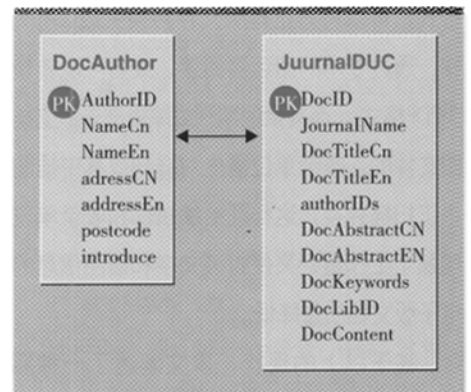 DocAuthor
PK AuthorID
NameCn
NameEn
adressCN
addressEn
postcode
introduce
JuurnalDUC
PK DocID
JournalName
DocTitleCn
DocTitleEn
authorIDs
DocAbstractCN
DocAbstractEN
DocKeywords
DocLibID
DocContent